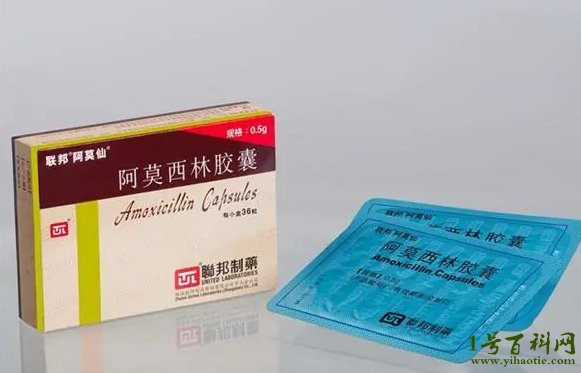 联邦®阿莫仙®
规格：0.5g
阿莫西林胶囊
Amoxicillin Capsules
每小盒36粒
聯邦制藥
UNITED LABORATORIES
联邦®阿莫仙®
阿莫西林胶囊
Amoxicillin Capsules
0.5g
聯邦制藥
1号百科网
www.yihaotie.com